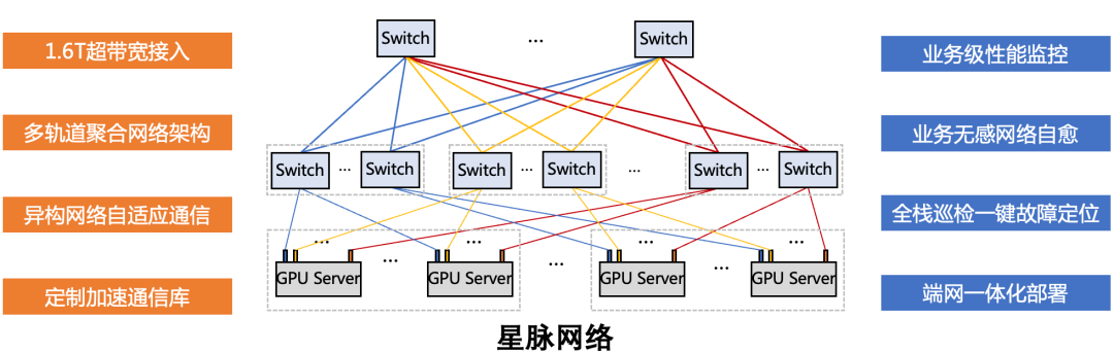 1.6T超带宽接入
多轨道聚合网络架构
异构网络自适应通信
定制加速通信库
Switch ... Switch
Switch ... Switch Switch ... Switch ... Switch ... Switch
... ... ... ...
GPU Server ... GPU Server ... GPU Server ... GPU Server
星脉网络
业务级性能监控
业务无感网络自愈
全栈巡检一键故障定位
端网一体化部署